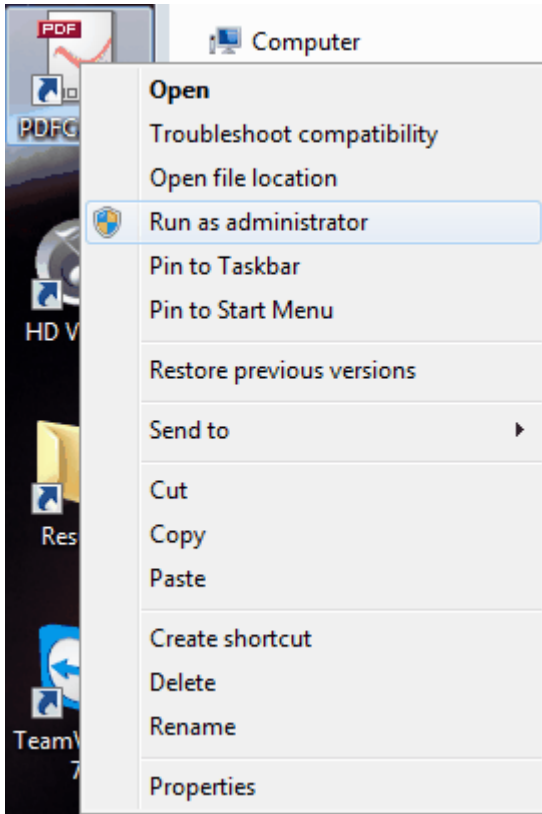 PDF
Computer
Open
PDFC
Troubleshoot compatibility
Open file location
Run as administrator
Pin to Taskbar
Pin to Start Menu
HD V
Restore previous versions
Send to
Cut
Res
Copy
Paste
Create shortcut
Delete
Rename
TeamV
7
Properties